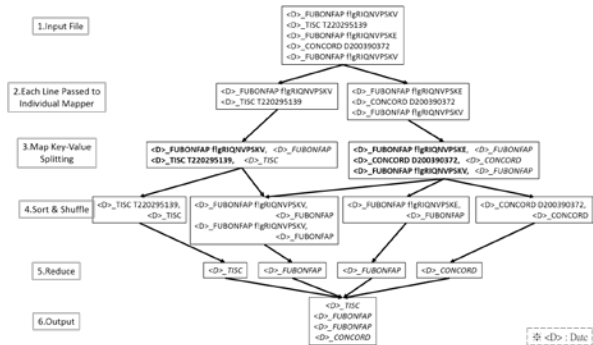 1.Input File
<D>_FUBONFAP flgRIQNVPSKV
<D>_TISC T220295139
<D>_FUBONFAP flgRIQNVPSKE
<D>_CONCORD D200390372
<D>_FUBONFAP flgRIQNVPSKV
2.Each Line Passed to
Individual Mapper
<D>_FUBONFAP flgRIQNVPSKV
<D>_TISC T220295139
<D>_FUBONFAP flgRIQNVPSKE
<D>_CONCORD D200390372
<D>_FUBONFAP flgRIQNVPSKV
3.Map Key-Value
Splitting
<D>_FUBONFAP flgRIQNVPSKV, <D>_FUBONFAP
<D>_TISC T220295139, <D>_TISC
<D>_FUBONFAP flgRIQNVPSKE, <D>_FUBONFAP
<D>_CONCORD D200390372, <D>_CONCORD
<D>_FUBONFAP flgRIQNVPSKV, <D>_FUBONFAP
4.Sort & Shuffle
<D>_TISC T220295139,
<D>_TISC
<D>_FUBONFAP flgRIQNVPSKV,
<D>_FUBONFAP
<D>_FUBONFAP flgRIQNVPSKV,
<D>_FUBONFAP
<D>_FUBONFAP flgRIQNVPSKE,
<D>_FUBONFAP
<D>_CONCORD D200390372,
<D>_CONCORD
5.Reduce
<D>_TISC
<D>_FUBONFAP
<D>_FUBONFAP
<D>_CONCORD
6.Output
<D>_TISC
<D>_FUBONFAP
<D>_FUBONFAP
<D>_CONCORD
※ <D> : Date